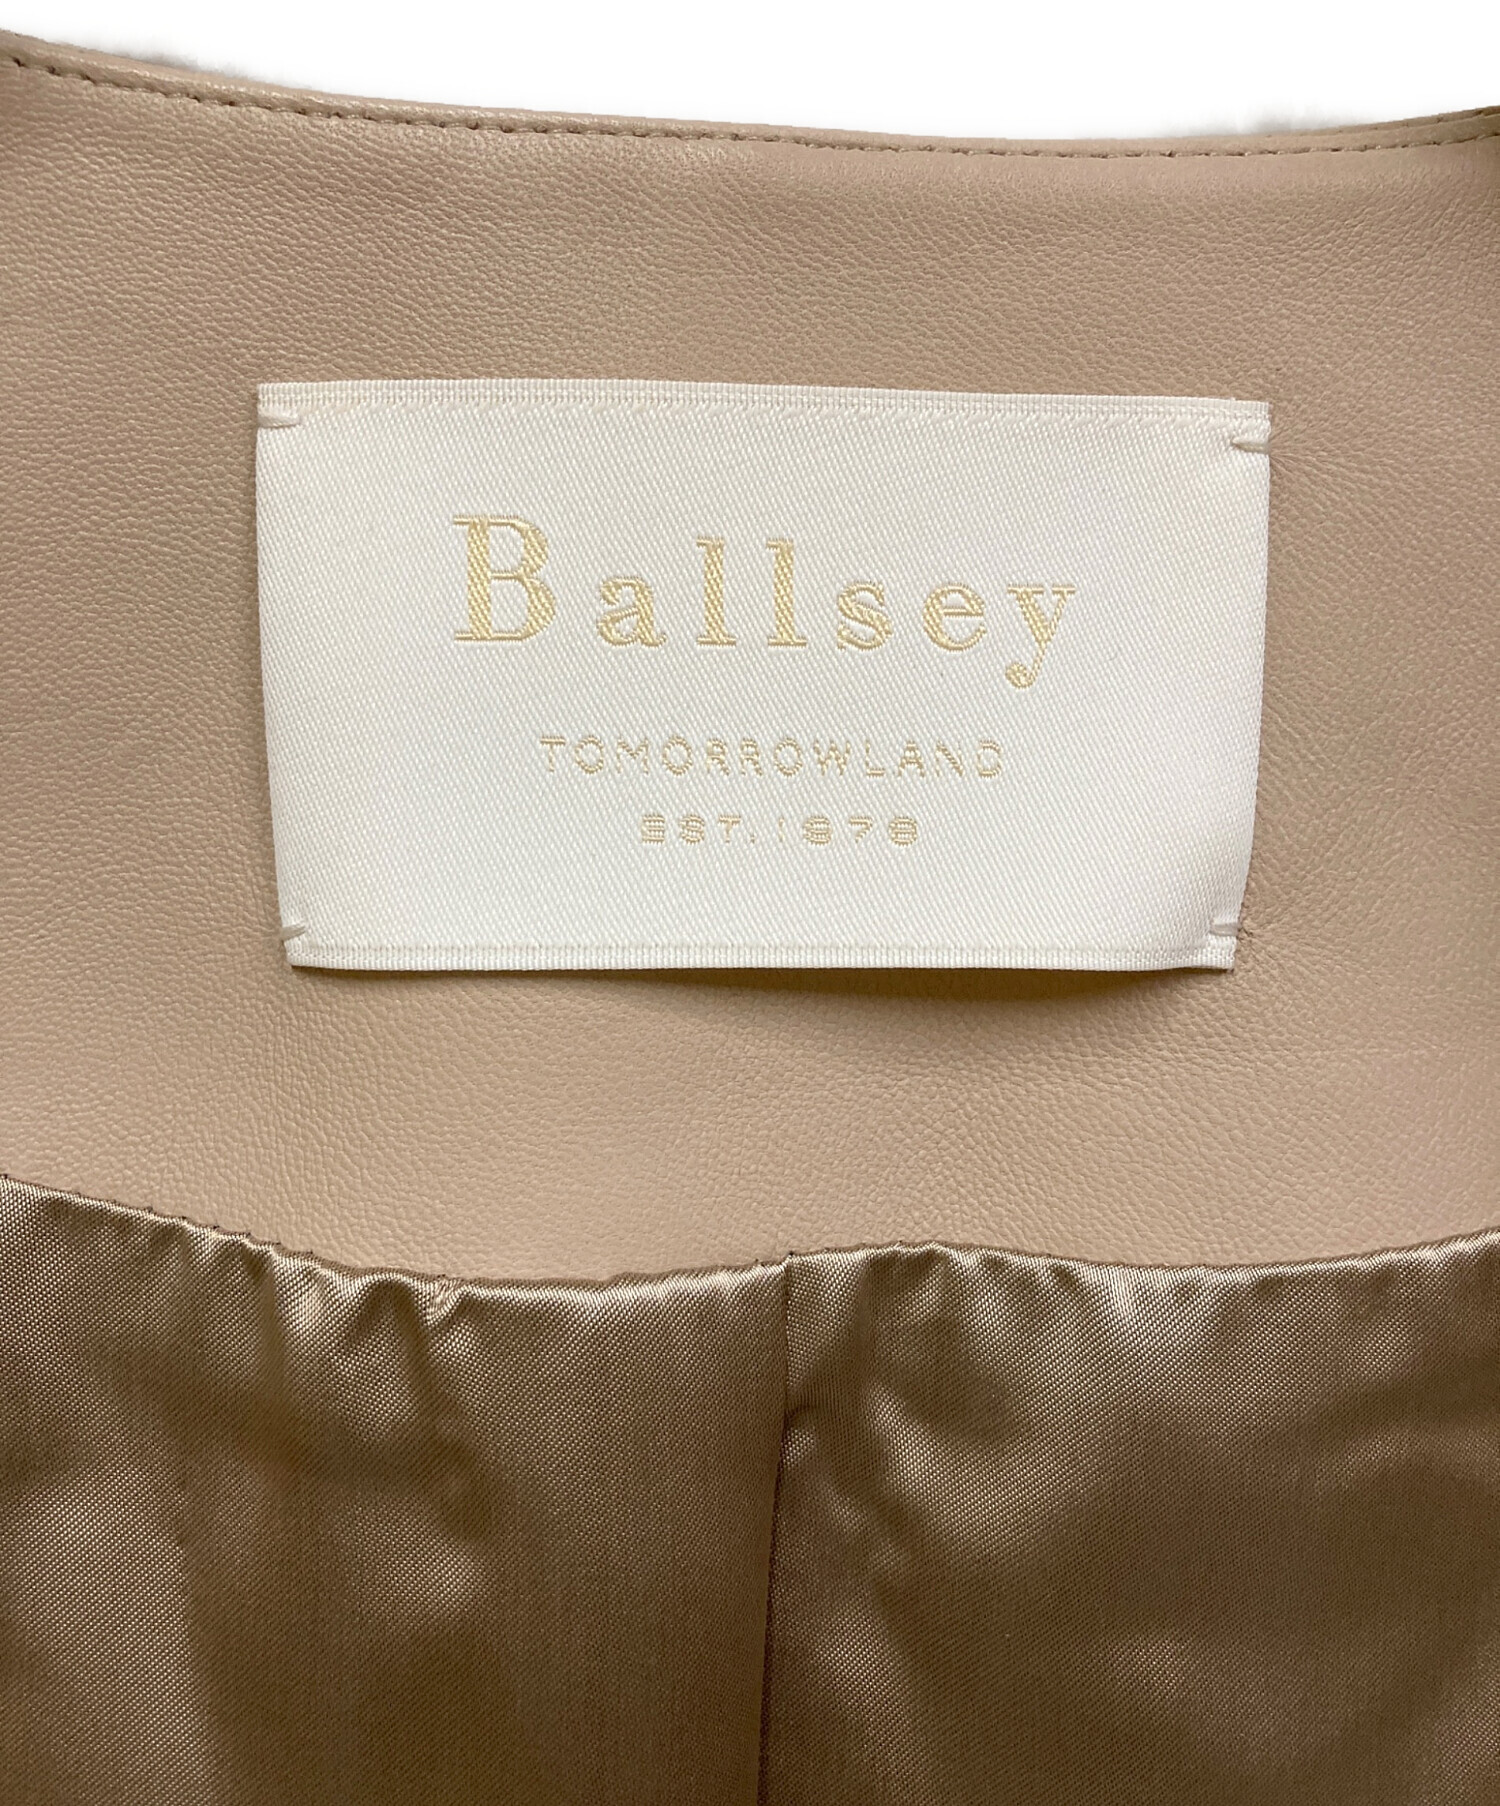 Ballsey
TOMORROWLAND
EST. 1978